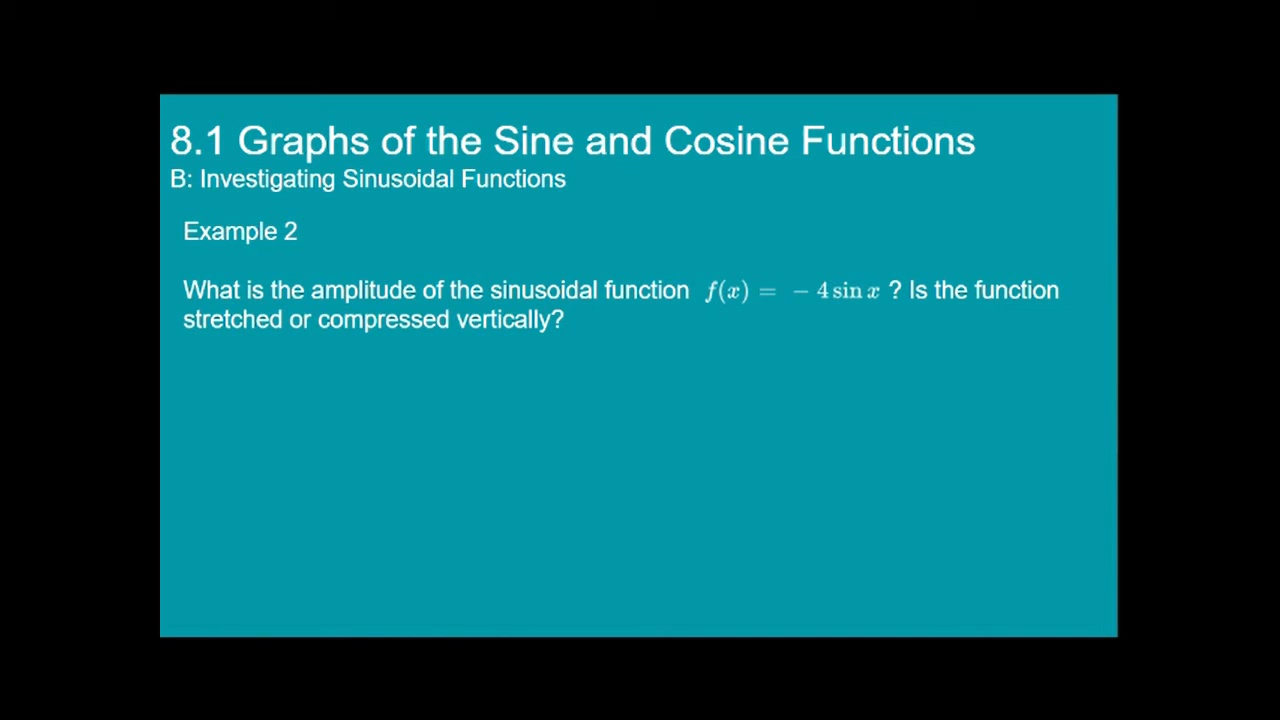 8.1 Graphs of the Sine and Cosine Functions
B: Investigating Sinusoidal Functions
Example 2
What is the amplitude of the sinusoidal function f(x) = − 4 sin x ? Is the function
stretched or compressed vertically?